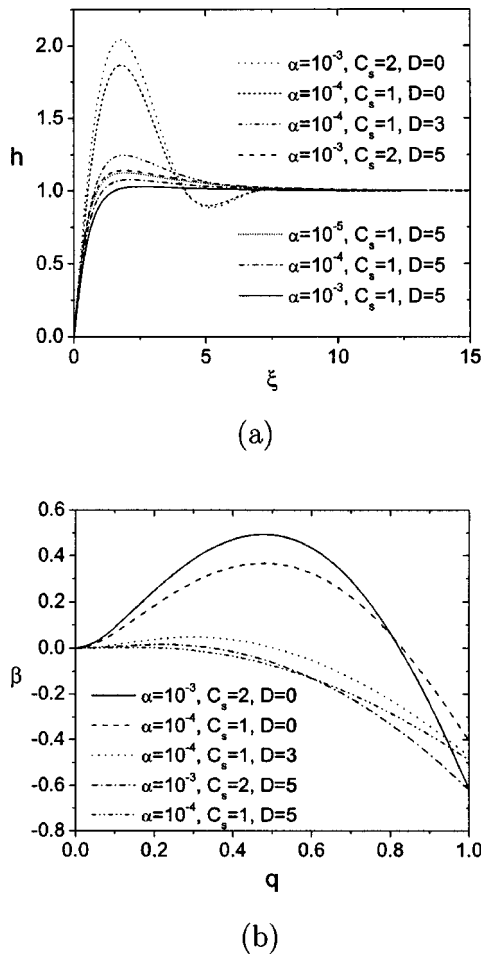 2.0
1.5
1.0
0.5
0.0
h
α=10⁻³, Cₛ=2, D=0
α=10⁻⁴, Cₛ=1, D=0
α=10⁻⁴, Cₛ=1, D=3
α=10⁻³, Cₛ=2, D=5
α=10⁻⁵, Cₛ=1, D=5
α=10⁻⁴, Cₛ=1, D=5
α=10⁻³, Cₛ=1, D=5
0 5 10 15
ξ
(a)
0.6
0.4
0.2
0.0
-0.2
-0.4
-0.6
-0.8
β
α=10⁻³, Cₛ=2, D=0
α=10⁻⁴, Cₛ=1, D=0
α=10⁻⁴, Cₛ=1, D=3
α=10⁻³, Cₛ=2, D=5
α=10⁻⁴, Cₛ=1, D=5
0.0 0.2 0.4 0.6 0.8 1.0
q
(b)